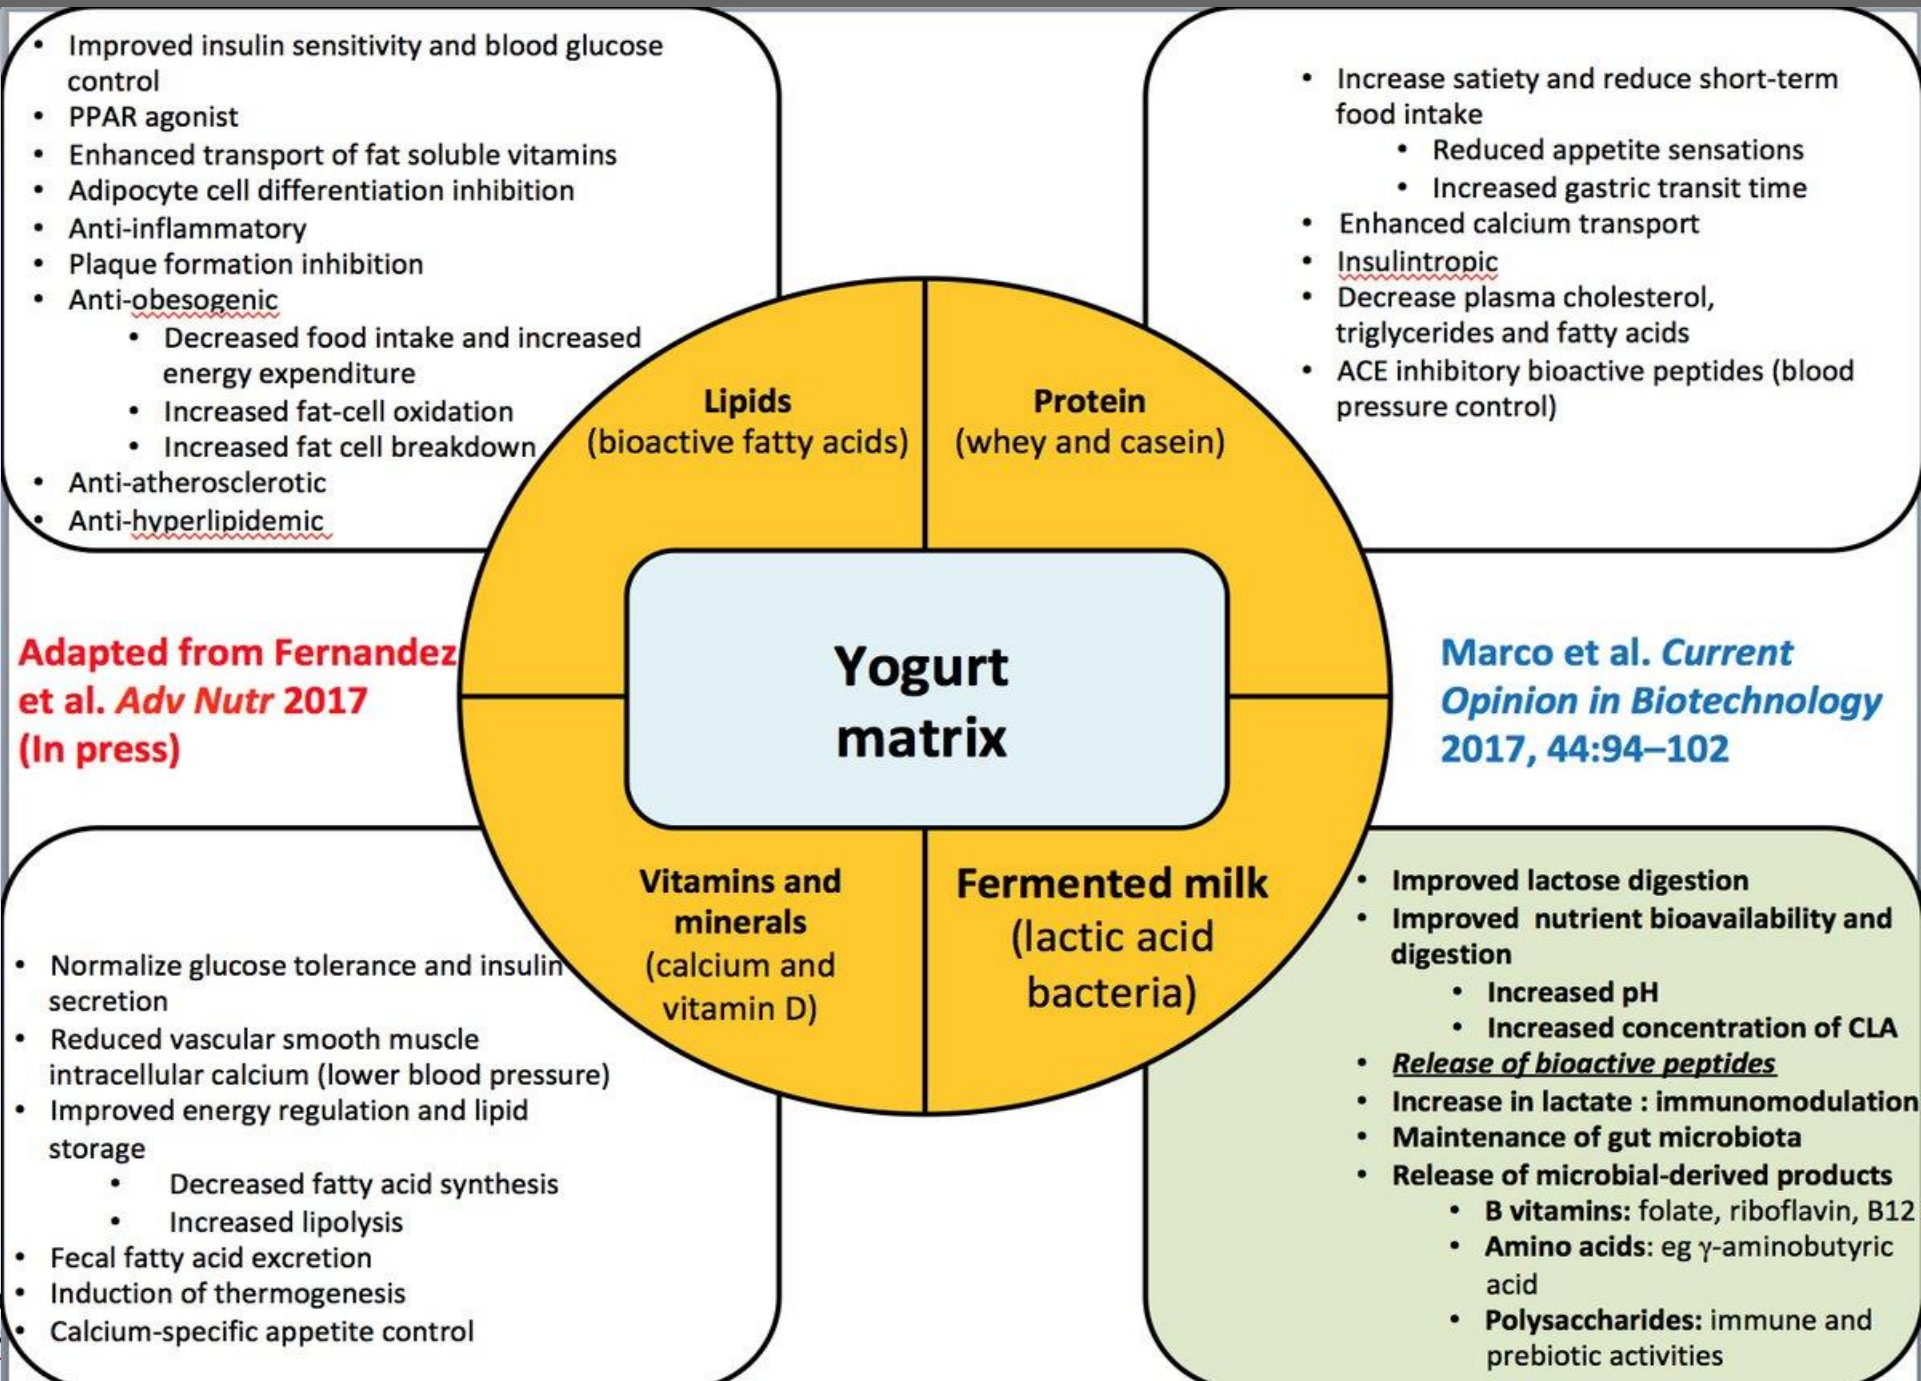 • Improved insulin sensitivity and blood glucose
control
• PPAR agonist
• Enhanced transport of fat soluble vitamins
• Adipocyte cell differentiation inhibition
• Anti-inflammatory
• Plaque formation inhibition
• Anti-obesogenic
• Decreased food intake and increased
energy expenditure
• Increased fat-cell oxidation
• Increased fat cell breakdown
• Anti-atherosclerotic
• Anti-hyperlipidemic
• Increase satiety and reduce short-term
food intake
• Reduced appetite sensations
• Increased gastric transit time
• Enhanced calcium transport
• Insulintropic
• Decrease plasma cholesterol,
triglycerides and fatty acids
• ACE inhibitory bioactive peptides (blood
pressure control)
Lipids
(bioactive fatty acids)
Protein
(whey and casein)
Adapted from Fernandez
et al. Adv Nutr 2017
(In press)
Yogurt
matrix
Marco et al. Current
Opinion in Biotechnology
2017, 44:94–102
Vitamins and
minerals
(calcium and
vitamin D)
Fermented milk
(lactic acid
bacteria)
• Normalize glucose tolerance and insulin
secretion
• Reduced vascular smooth muscle
intracellular calcium (lower blood pressure)
• Improved energy regulation and lipid
storage
• Decreased fatty acid synthesis
• Increased lipolysis
• Fecal fatty acid excretion
• Induction of thermogenesis
• Calcium-specific appetite control
• Improved lactose digestion
• Improved nutrient bioavailability and
digestion
• Increased pH
• Increased concentration of CLA
• Release of bioactive peptides
• Increase in lactate : immunomodulation
• Maintenance of gut microbiota
• Release of microbial-derived products
• B vitamins: folate, riboflavin, B12
• Amino acids: eg γ-aminobutyric
acid
• Polysaccharides: immune and
prebiotic activities